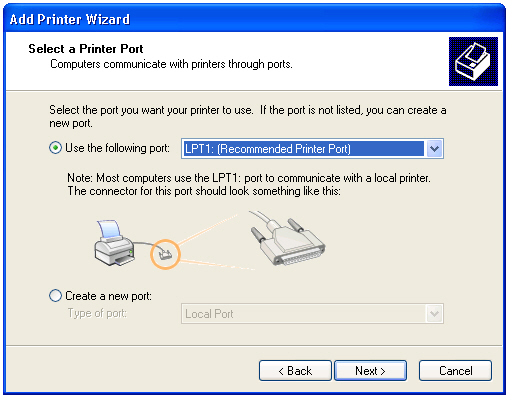 Add Printer Wizard
Select a Printer Port
Computers communicate with printers through ports.
Select the port you want your printer to use.  If the port is not listed, you can create a
new port.
Use the following port:
LPT1: (Recommended Printer Port)
Note: Most computers use the LPT1: port to communicate with a local printer.
The connector for this port should look something like this:
Create a new port:
Type of port:
Local Port
< Back
Next >
Cancel